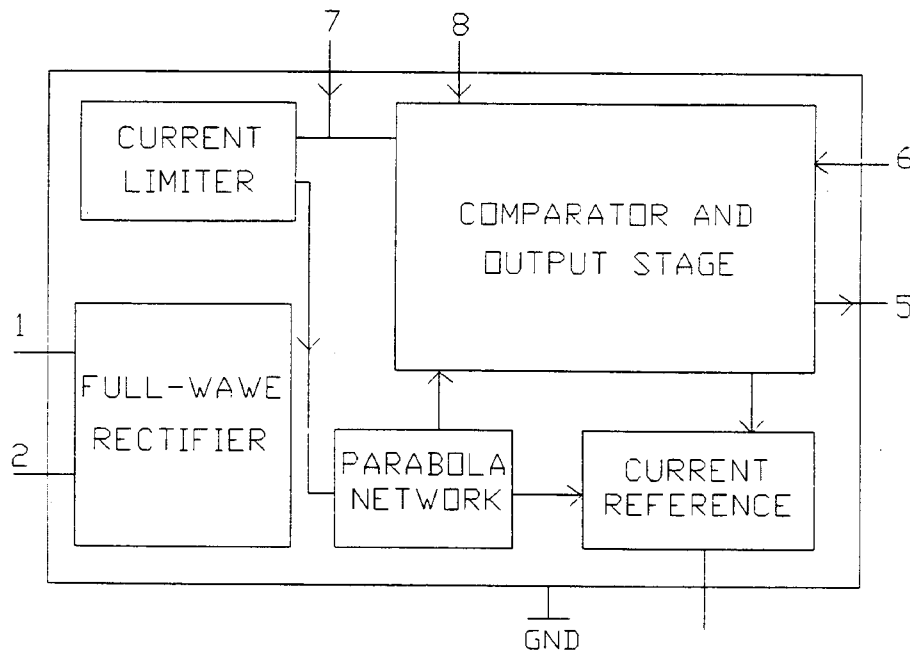 7
8
CURRENT
LIMITER
6
COMPARATOR AND
OUTPUT STAGE
5
1
FULL-WAWE
RECTIFIER
2
PARABOLA
NETWORK
CURRENT
REFERENCE
GND